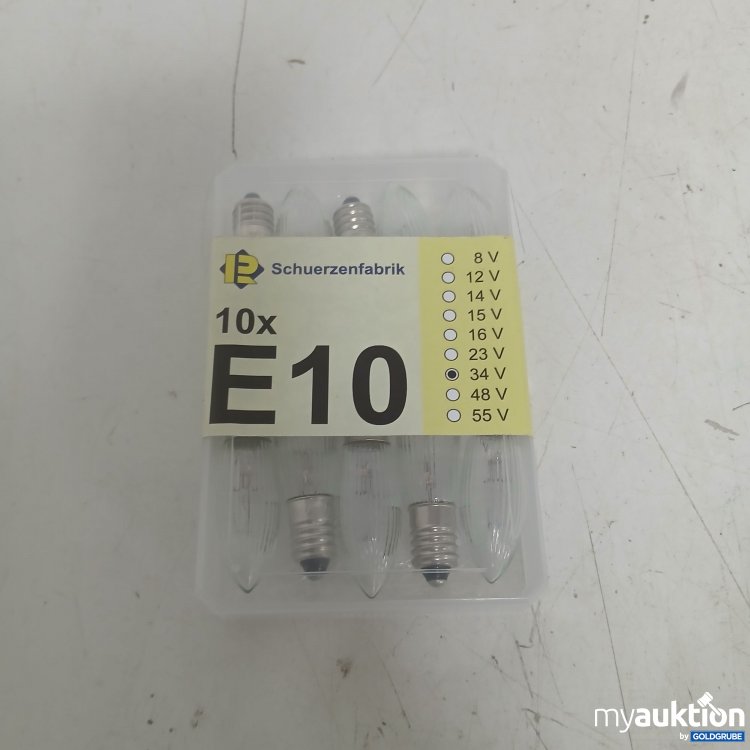 Schuerzenfabrik
10x
E10
8 V
12 V
14 V
15 V
16 V
23 V
34 V
48 V
55 V
myauktion
by GOLDGRUBE